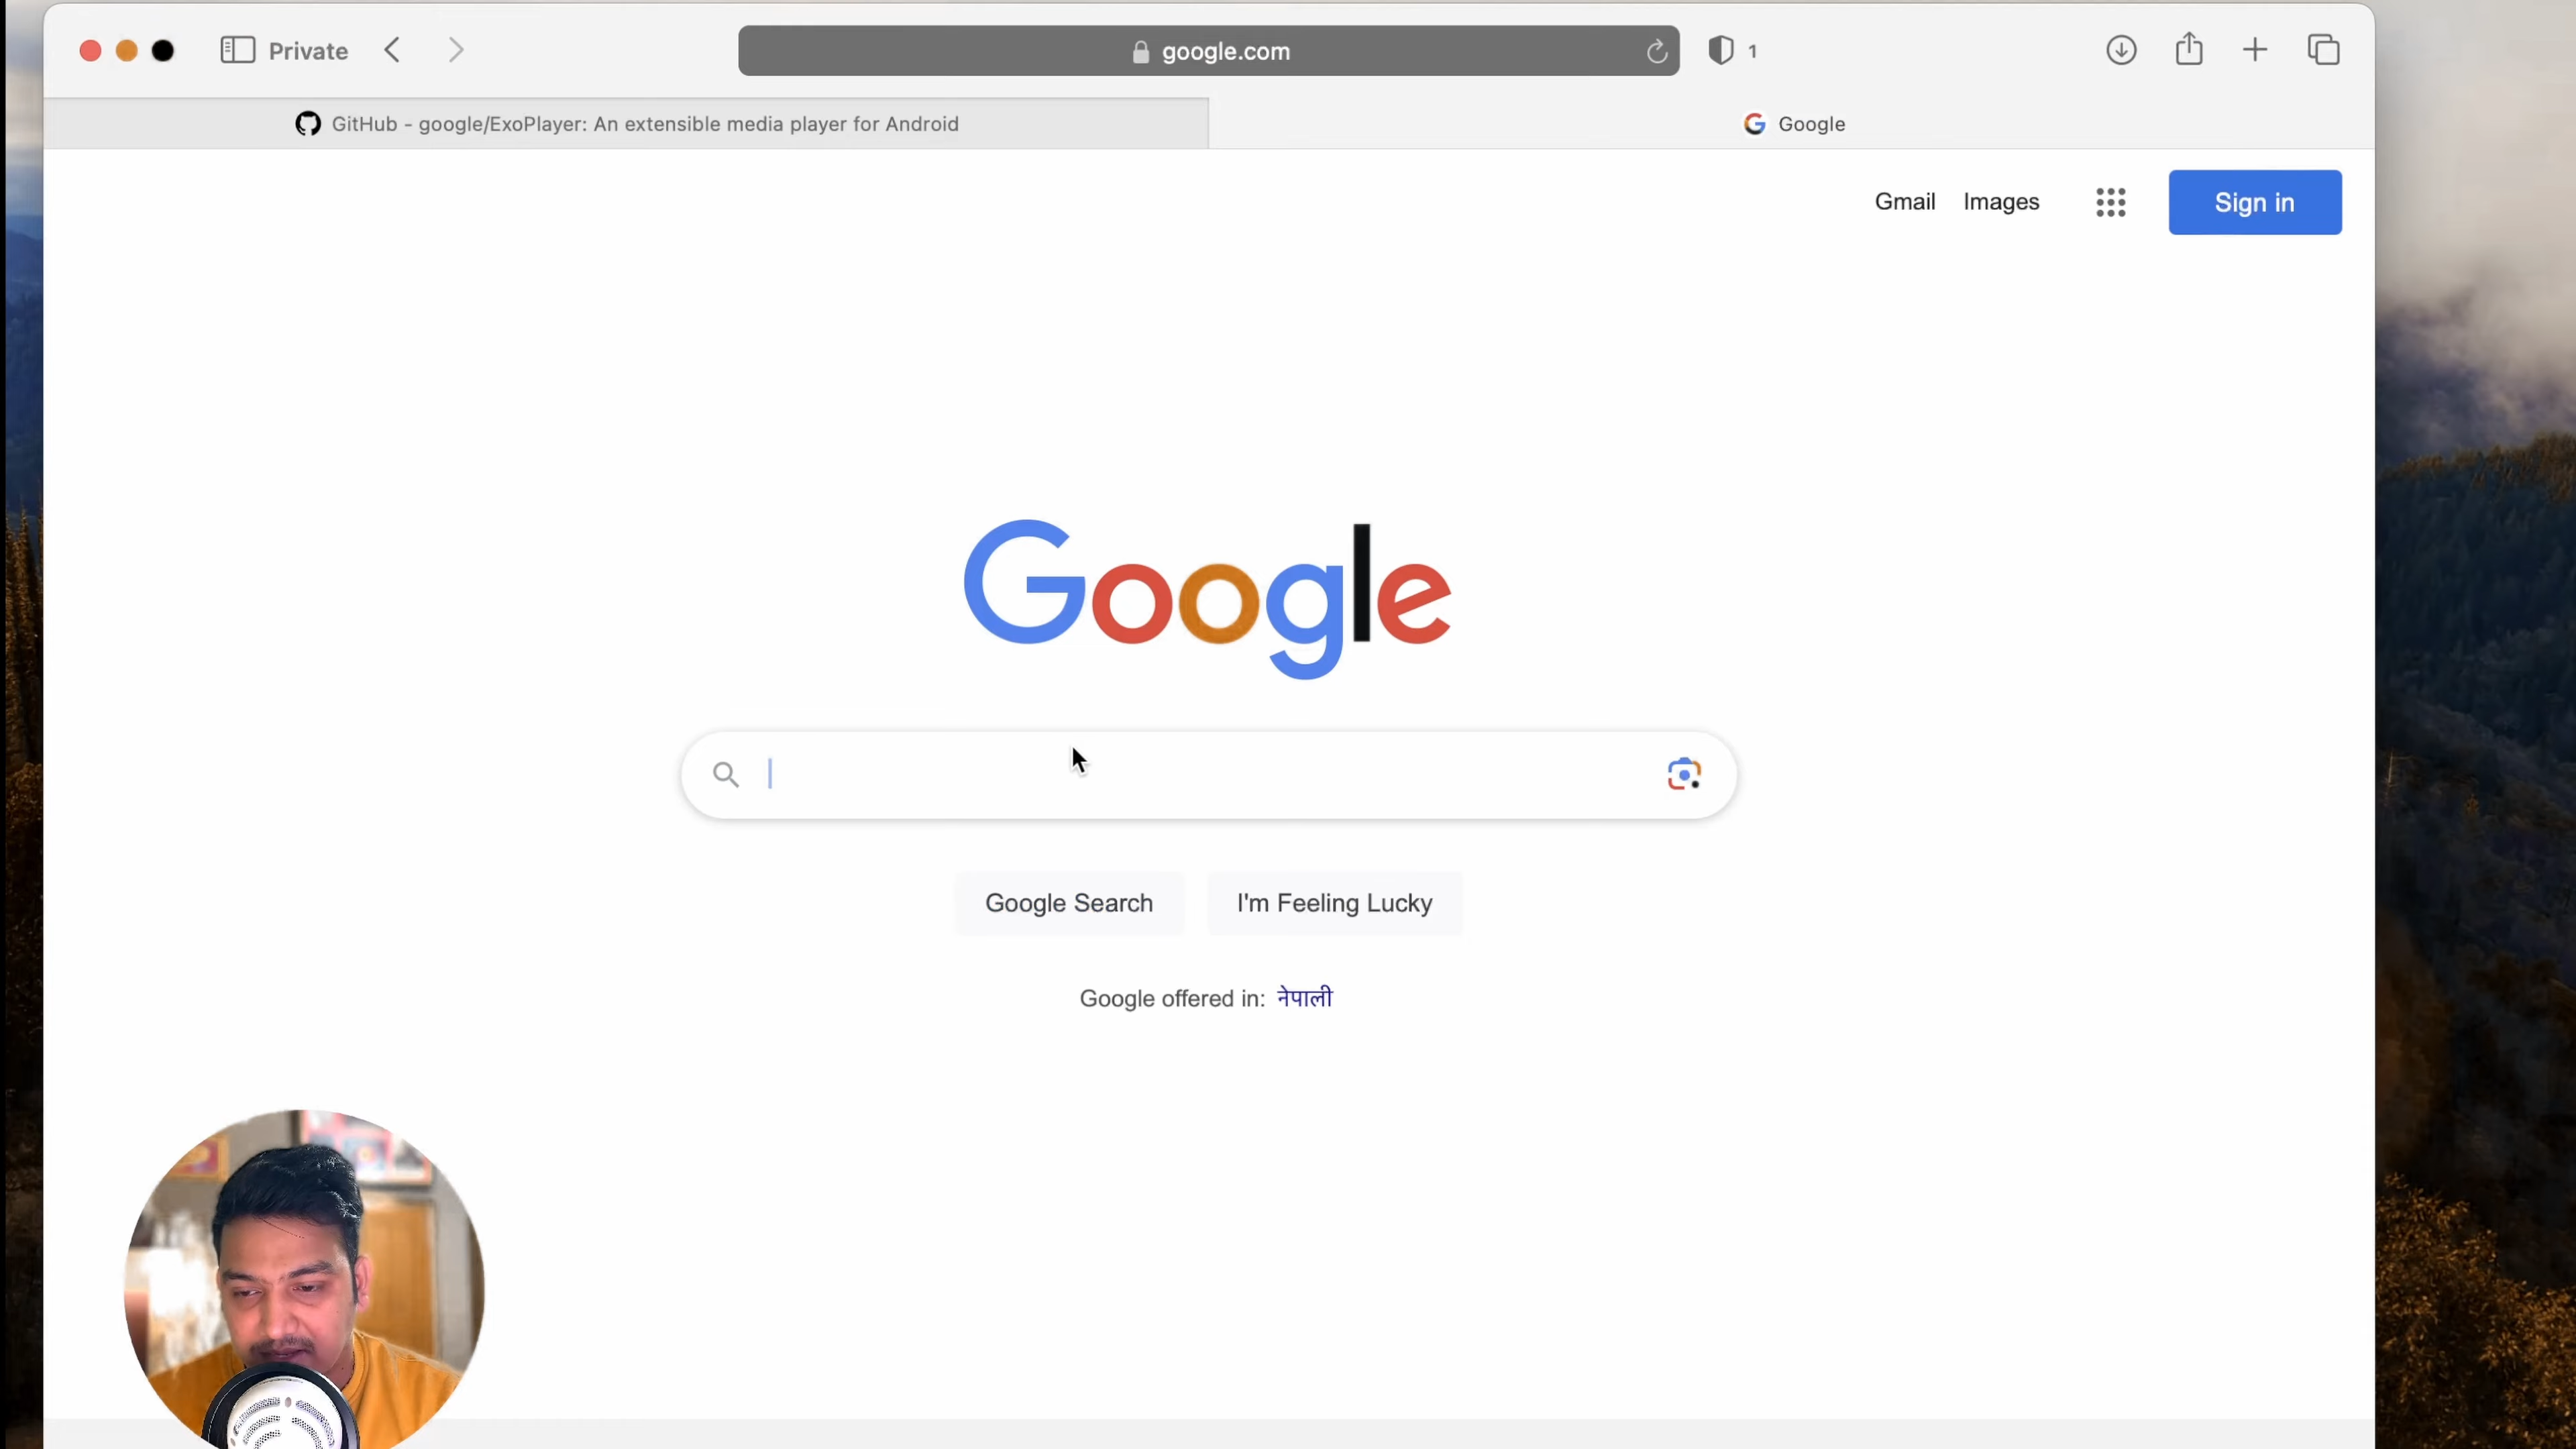 Private
google.com
1
GitHub - google/ExoPlayer: An extensible media player for Android
Google
Gmail Images
Sign in
Google
Google Search
I'm Feeling Lucky
Google offered in: नेपाली